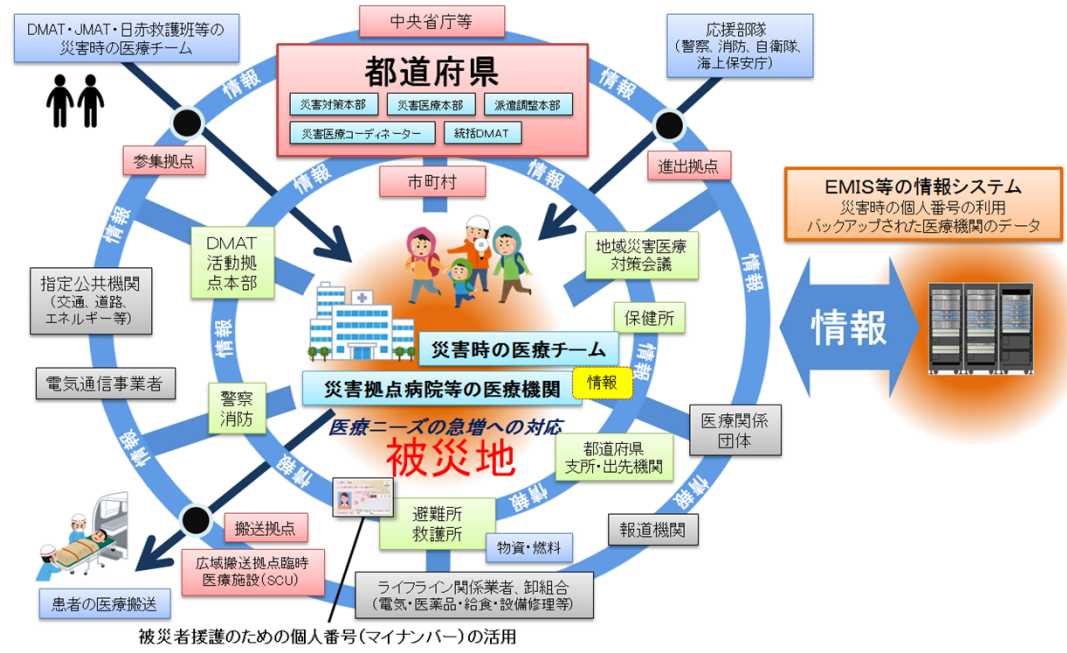 DMAT・JMAT・日赤救護班等の
災害時の医療チーム
中央省庁等
応援部隊
（警察、消防、自衛隊、
海上保安庁）
都道府県
災害対策本部
災害医療本部
派遣調整本部
災害医療コーディネーター
統括DMAT
情報
情報
参集拠点
進出拠点
市町村
情報
情報
EMIS等の情報システム
災害時の個人番号の利用
バックアップされた医療機関のデータ
情報
情報
DMAT
活動拠
点本部
地域災害医療
対策会議
指定公共機関
（交通、道路、
エネルギー等）
保健所
情報
情報
情報
災害時の医療チーム
災害拠点病院等の医療機関
情報
電気通信事業者
警察
消防
医療関係
団体
医療ニーズの急増への対応
被災地
情報
情報
都道府県
支所・出先機関
情報
情報
避難所
救護所
搬送拠点
物資・燃料
報道機関
広域搬送拠点臨時
医療施設（SCU）
ライフライン関係業者、卸組合
（電気・医薬品・給食・設備修理等）
患者の医療搬送
被災者援護のための個人番号（マイナンバー）の活用